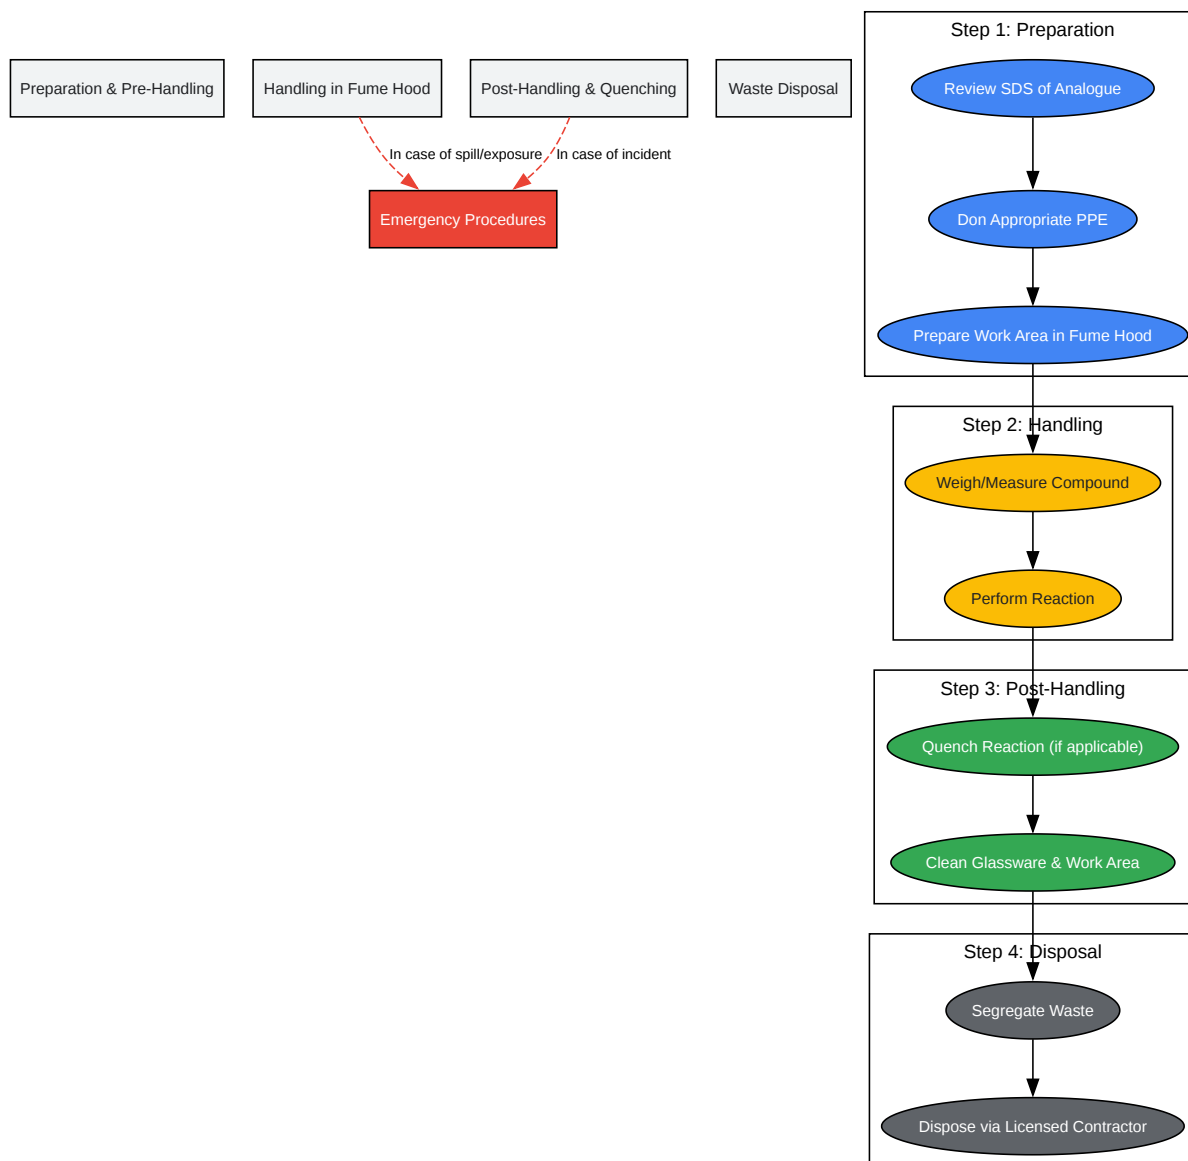 Preparation & Pre-Handling
Handling in Fume Hood
Post-Handling & Quenching
Waste Disposal
In case of spill/exposure
In case of incident
Emergency Procedures
Step 1: Preparation
Review SDS of Analogue
Don Appropriate PPE
Prepare Work Area in Fume Hood
Step 2: Handling
Weigh/Measure Compound
Perform Reaction
Step 3: Post-Handling
Quench Reaction (if applicable)
Clean Glassware & Work Area
Step 4: Disposal
Segregate Waste
Dispose via Licensed Contractor